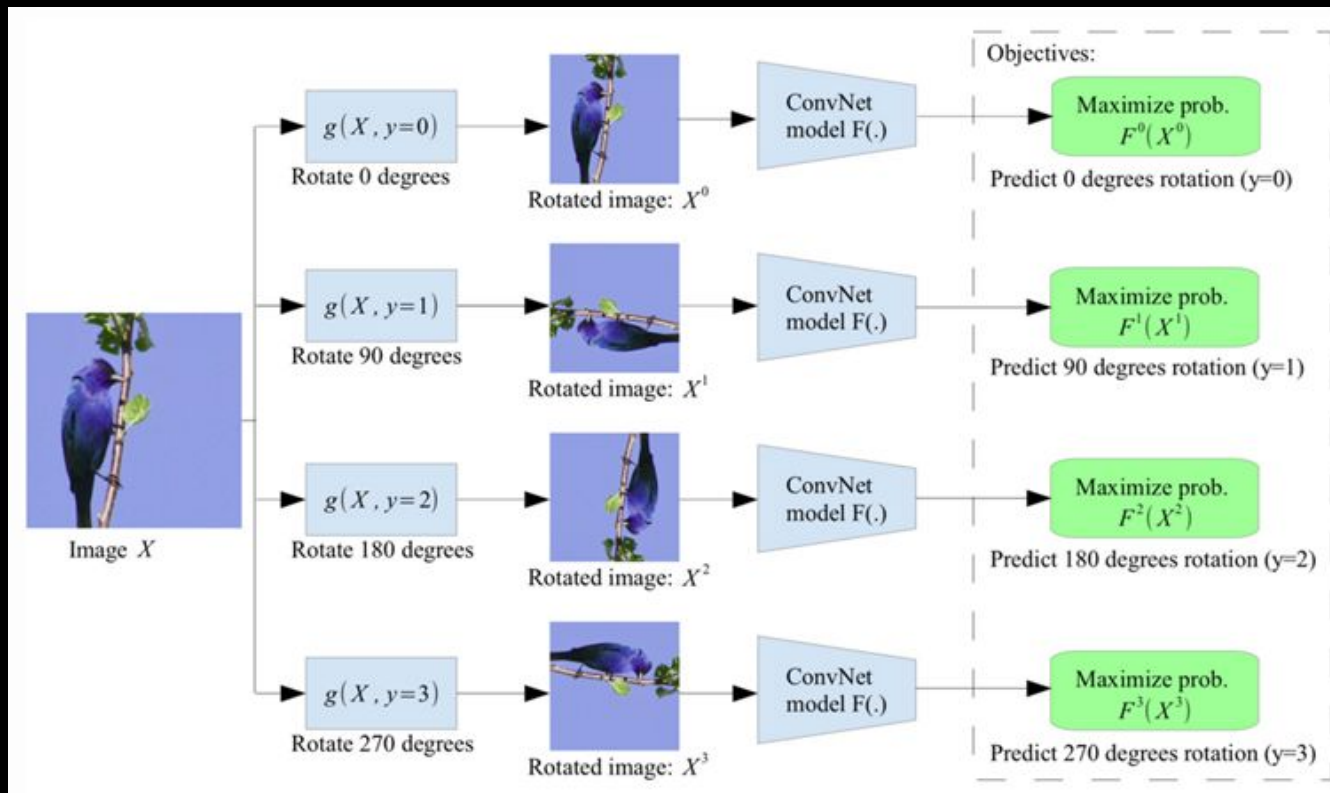 Objectives:
g(X, y=0)
Rotate 0 degrees
Rotated image: X⁰
ConvNet
model F(.)
Maximize prob.
F⁰(X⁰)
Predict 0 degrees rotation (y=0)
g(X, y=1)
Rotate 90 degrees
Rotated image: X¹
ConvNet
model F(.)
Maximize prob.
F¹(X¹)
Predict 90 degrees rotation (y=1)
Image X
g(X, y=2)
Rotate 180 degrees
Rotated image: X²
ConvNet
model F(.)
Maximize prob.
F²(X²)
Predict 180 degrees rotation (y=2)
g(X, y=3)
Rotate 270 degrees
Rotated image: X³
ConvNet
model F(.)
Maximize prob.
F³(X³)
Predict 270 degrees rotation (y=3)